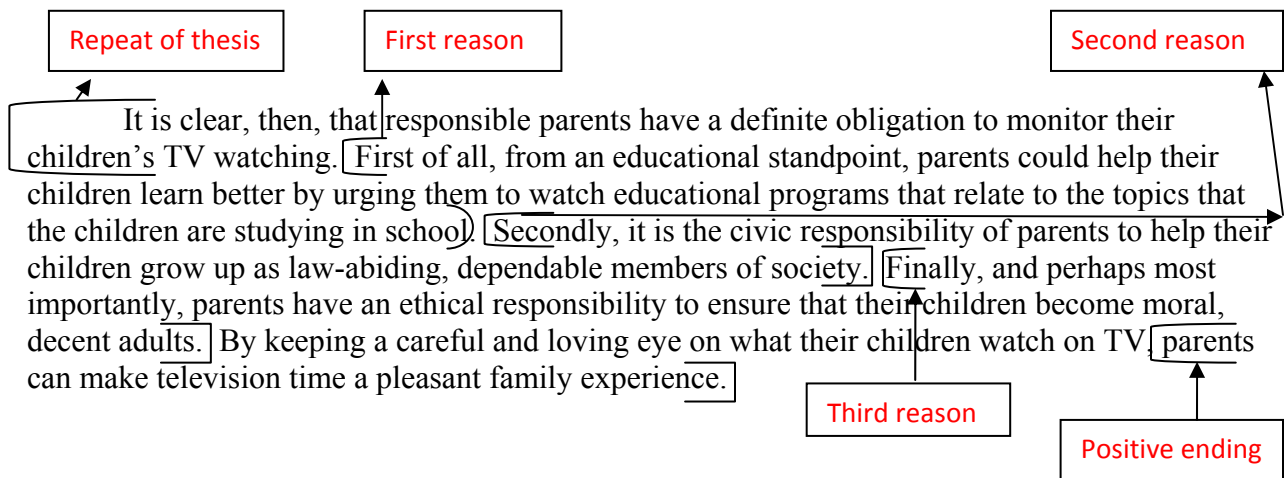 Repeat of thesis
First reason
Second reason
It is clear, then, that responsible parents have a definite obligation to monitor their
children’s TV watching. First of all, from an educational standpoint, parents could help their
children learn better by urging them to watch educational programs that relate to the topics that
the children are studying in school. Secondly, it is the civic responsibility of parents to help their
children grow up as law-abiding, dependable members of society. Finally, and perhaps most
importantly, parents have an ethical responsibility to ensure that their children become moral,
decent adults. By keeping a careful and loving eye on what their children watch on TV, parents
can make television time a pleasant family experience.
Third reason
Positive ending